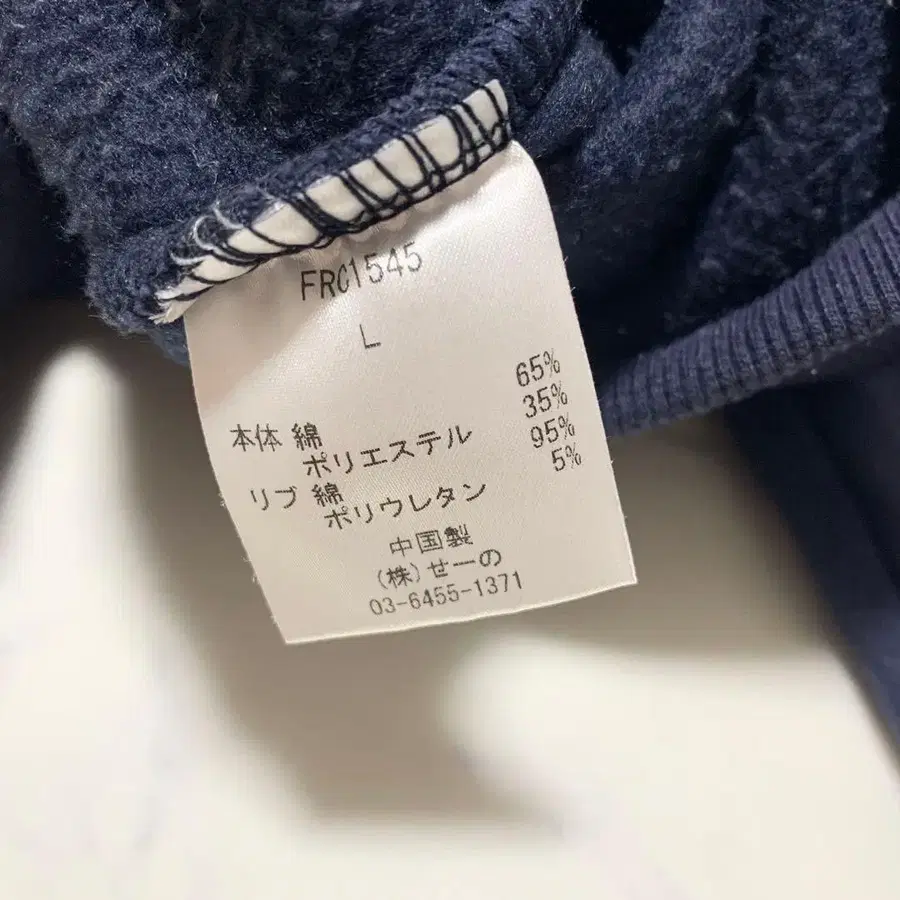 FRC1545
L
本体 綿 65%
ポリエステル 35%
リブ 綿 95%
ポリウレタン 5%
中国製
(株)せーの
03-6455-1371